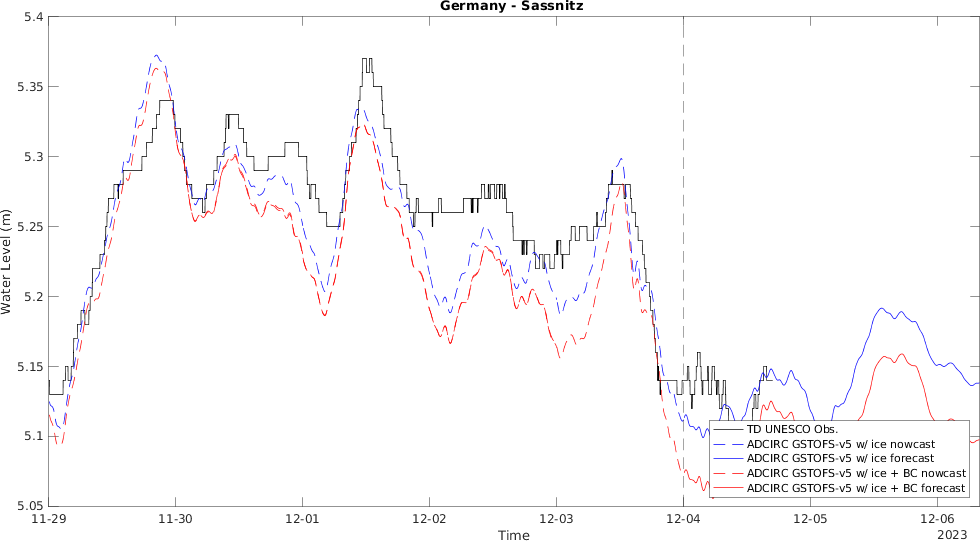 Germany - Sassnitz
5.4
5.35
5.3
5.25
5.2
5.15
5.1
5.05
Water Level (m)
TD UNESCO Obs.
ADCIRC GSTOFS-v5 w/ ice nowcast
ADCIRC GSTOFS-v5 w/ ice forecast
ADCIRC GSTOFS-v5 w/ ice + BC nowcast
ADCIRC GSTOFS-v5 w/ ice + BC forecast
11-29 11-30 12-01 12-02 12-03 12-04 12-05 12-06
Time
2023